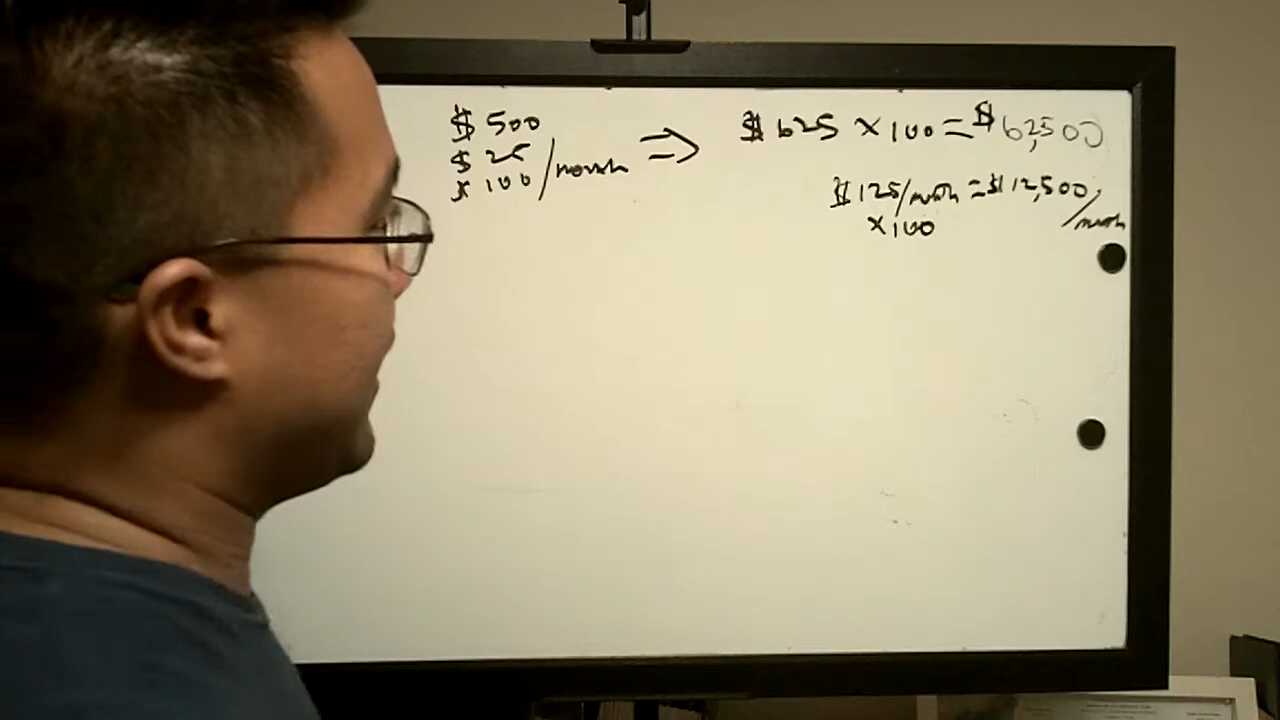 $ 500
$ 25
$ 100 /month ⇒
$ 625 × 100 = $62,500
$125/month = $12,500 /month
×100